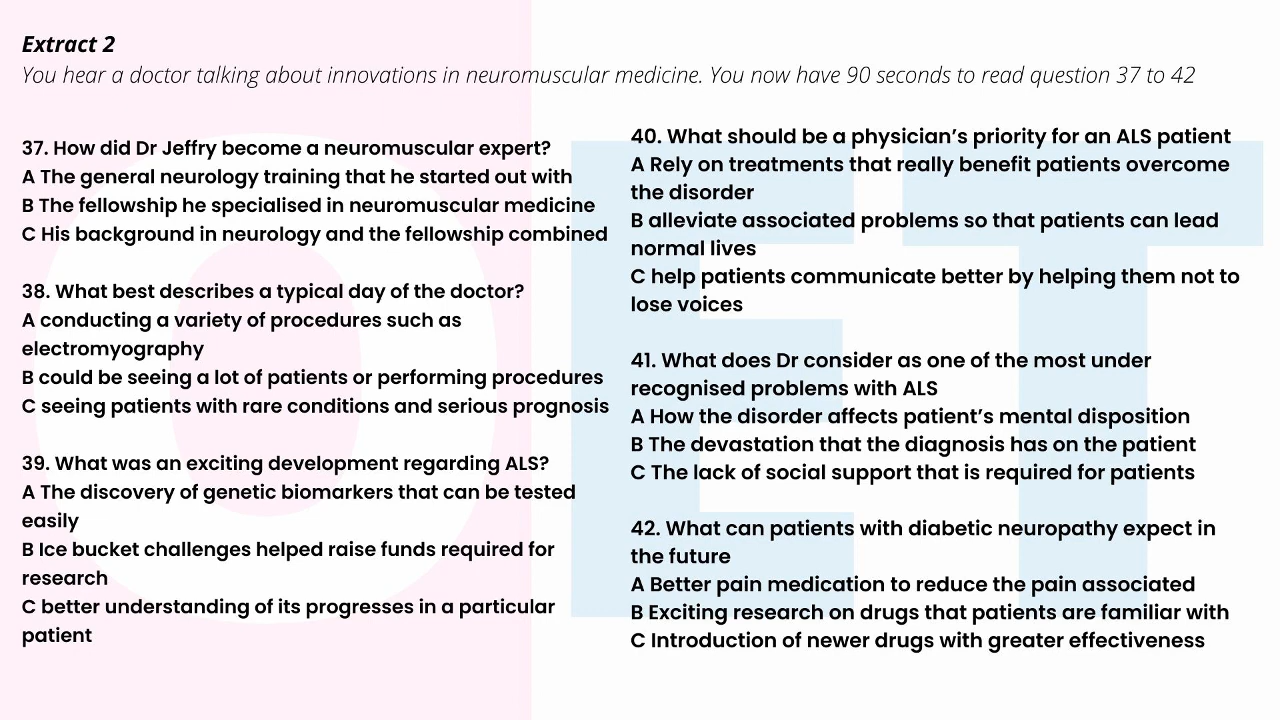 Extract 2
You hear a doctor talking about innovations in neuromuscular medicine. You now have 90 seconds to read question 37 to 42
37. How did Dr Jeffry become a neuromuscular expert?
A The general neurology training that he started out with
B The fellowship he specialised in neuromuscular medicine
C His background in neurology and the fellowship combined
38. What best describes a typical day of the doctor?
A conducting a variety of procedures such as
electromyography
B could be seeing a lot of patients or performing procedures
C seeing patients with rare conditions and serious prognosis
39. What was an exciting development regarding ALS?
A The discovery of genetic biomarkers that can be tested
easily
B Ice bucket challenges helped raise funds required for
research
C better understanding of its progresses in a particular
patient
40. What should be a physician’s priority for an ALS patient
A Rely on treatments that really benefit patients overcome
the disorder
B alleviate associated problems so that patients can lead
normal lives
C help patients communicate better by helping them not to
lose voices
41. What does Dr consider as one of the most under
recognised problems with ALS
A How the disorder affects patient’s mental disposition
B The devastation that the diagnosis has on the patient
C The lack of social support that is required for patients
42. What can patients with diabetic neuropathy expect in
the future
A Better pain medication to reduce the pain associated
B Exciting research on drugs that patients are familiar with
C Introduction of newer drugs with greater effectiveness
OET